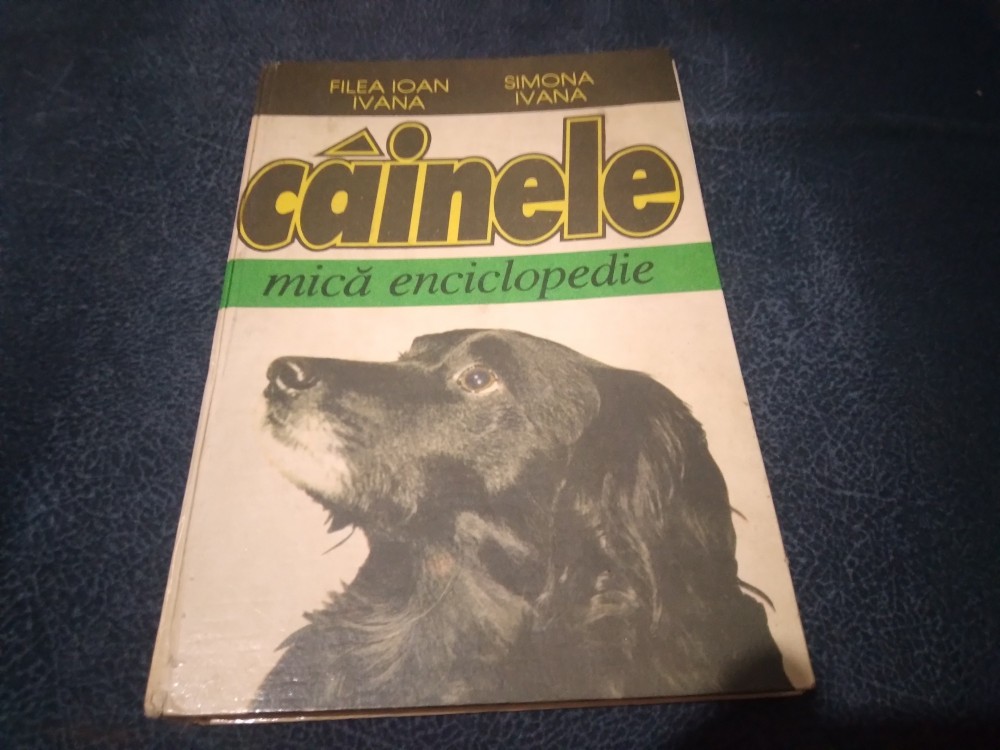 FILEA IOAN
IVANA
SIMONA
IVANA
câinele
mică enciclopedie